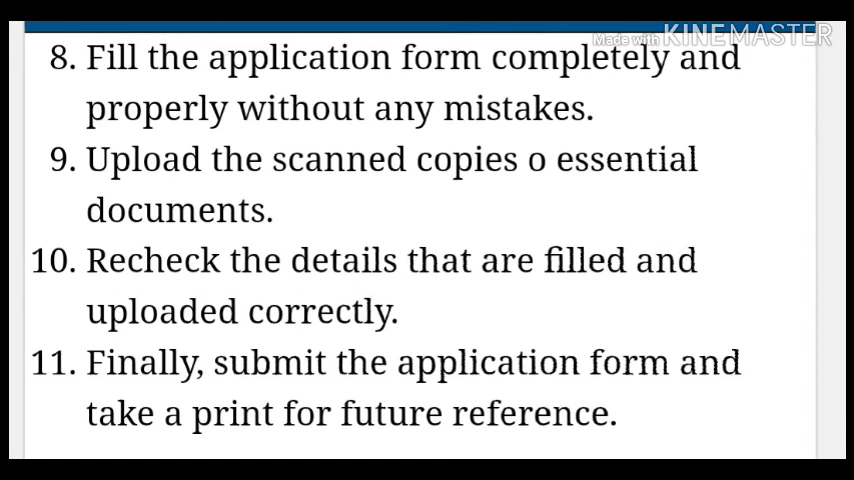 Made with KINEMASTER
8. Fill the application form completely and
properly without any mistakes.
9. Upload the scanned copies o essential
documents.
10. Recheck the details that are filled and
uploaded correctly.
11. Finally, submit the application form and
take a print for future reference.